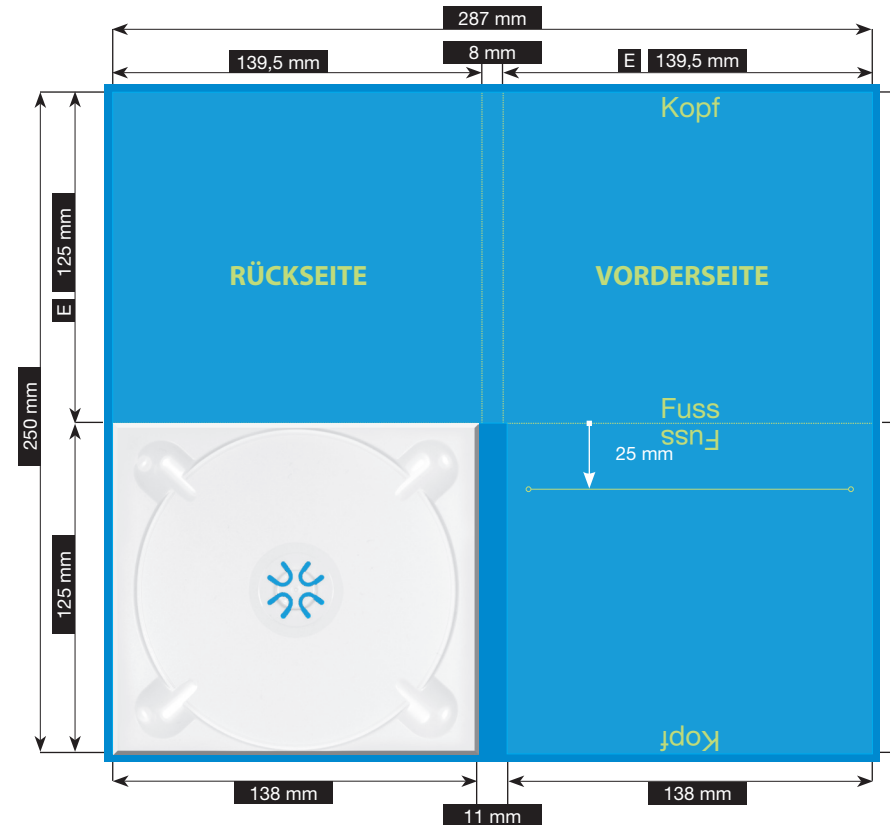 287 mm
8 mm
139,5 mm
E 139,5 mm
Kopf
125 mm
E
RÜCKSEITE
VORDERSEITE
250 mm
Fuss
Fuss
25 mm
125 mm
Kopf
138 mm
138 mm
11 mm